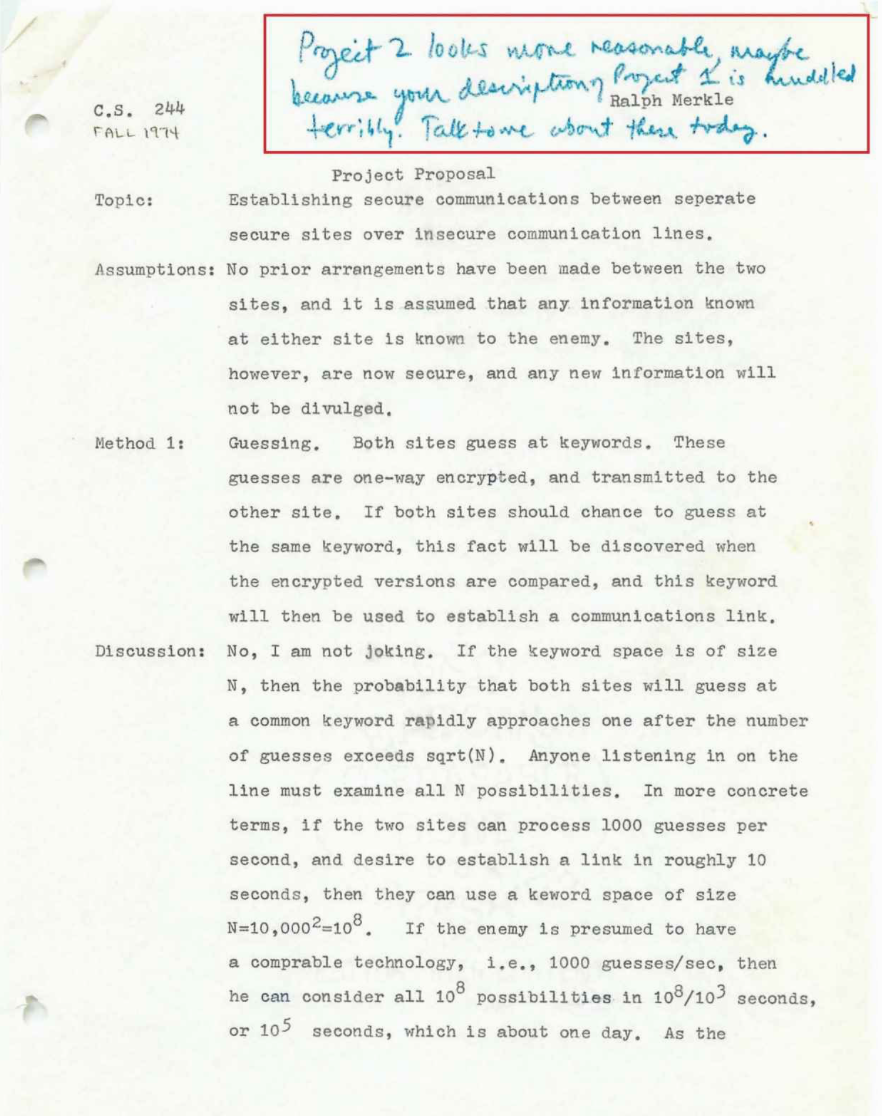 Project 2 looks more reasonable, maybe
because your description of Project 1 is muddled
terribly. Talk to me about these today.
Ralph Merkle
C.S. 244
FALL 1974
Project Proposal
Topic: Establishing secure communications between seperate
secure sites over insecure communication lines.
Assumptions: No prior arrangements have been made between the two
sites, and it is assumed that any information known
at either site is known to the enemy. The sites,
however, are now secure, and any new information will
not be divulged.
Method 1: Guessing. Both sites guess at keywords. These
guesses are one-way encrypted, and transmitted to the
other site. If both sites should chance to guess at
the same keyword, this fact will be discovered when
the encrypted versions are compared, and this keyword
will then be used to establish a communications link.
Discussion: No, I am not joking. If the keyword space is of size
N, then the probability that both sites will guess at
a common keyword rapidly approaches one after the number
of guesses exceeds sqrt(N). Anyone listening in on the
line must examine all N possibilities. In more concrete
terms, if the two sites can process 1000 guesses per
second, and desire to establish a link in roughly 10
seconds, then they can use a keword space of size
N=10,000²=10⁸. If the enemy is presumed to have
a comprable technology, i.e., 1000 guesses/sec, then
he can consider all 10⁸ possibilities in 10⁸/10³ seconds,
or 10⁵ seconds, which is about one day. As the